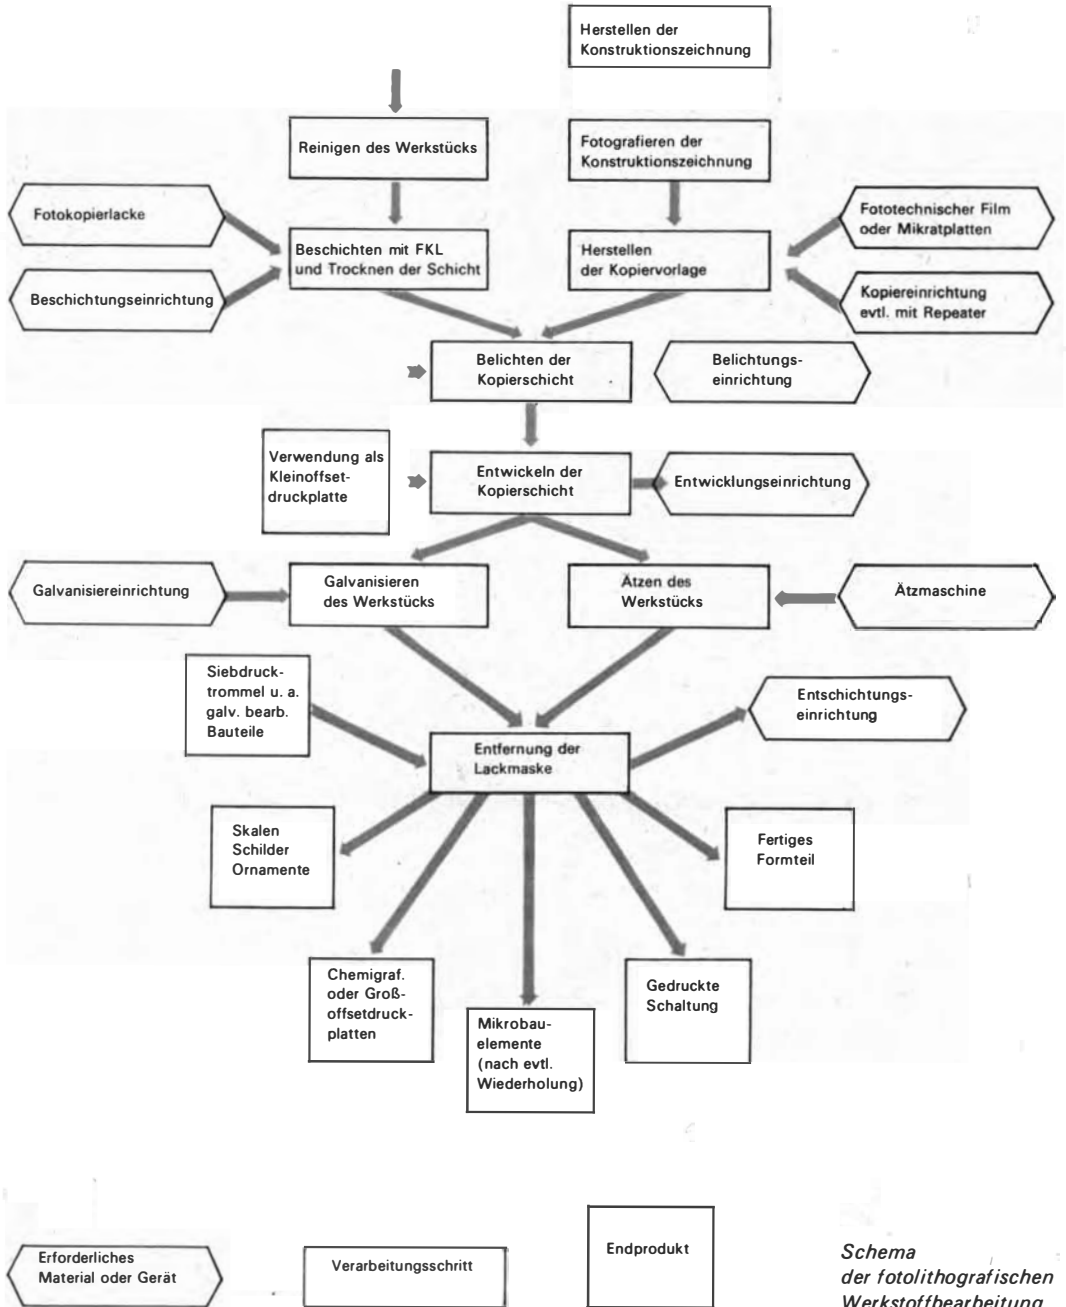 Herstellen der
Konstruktionszeichnung
Reinigen des Werkstücks
Fotografieren der
Konstruktionszeichnung
Fotokopierlacke
Beschichten mit FKL
und Trocknen der Schicht
Herstellen
der Kopiervorlage
Fototechnischer Film
oder Mikratplatten
Beschichtungseinrichtung
Kopiereinrichtung
evtl. mit Repeater
Belichten der
Kopierschicht
Belichtungs-
einrichtung
Verwendung als
Kleinoffset-
druckplatte
Entwickeln der
Kopierschicht
Entwicklungseinrichtung
Galvanisiereinrichtung
Galvanisieren
des Werkstücks
Ätzen des
Werkstücks
Ätzmaschine
Siebdruck-
trommel u. a.
galv. bearb.
Bauteile
Entschichtungs-
einrichtung
Entfernung der
Lackmaske
Skalen
Schilder
Ornamente
Fertiges
Formteil
Chemigraf.
oder Groß-
offsetdruck-
platten
Mikrobau-
elemente
(nach evtl.
Wiederholung)
Gedruckte
Schaltung
Erforderliches
Material oder Gerät
Verarbeitungsschritt
Endprodukt
Schema
der fotolithografischen
Werkstoffbearbeitung